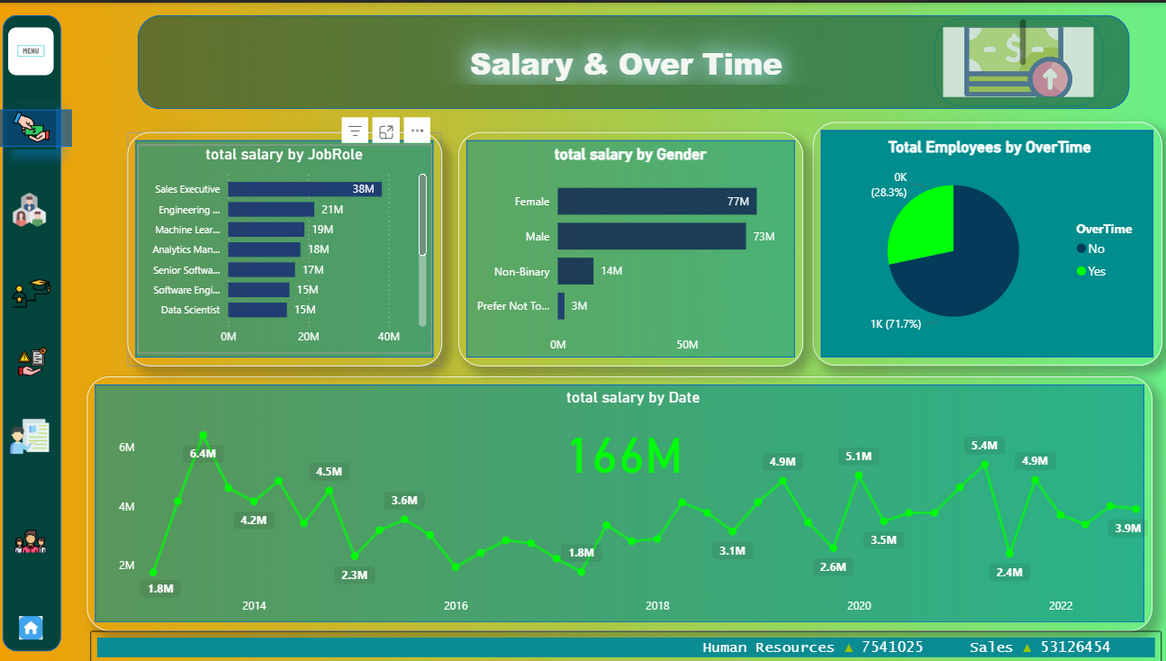 MENU
Salary & Over Time
$
total salary by JobRole
Sales Executive 38M
Engineering ... 21M
Machine Lear... 19M
Analytics Man... 18M
Senior Softwa... 17M
Software Engi... 15M
Data Scientist 15M
0M 20M 40M
total salary by Gender
Female 77M
Male 73M
Non-Binary 14M
Prefer Not To... 3M
0M 50M
Total Employees by OverTime
0K
(28.3%)
1K (71.7%)
OverTime
No
Yes
total salary by Date
166M
6M
4M
2M
1.8M
6.4M
4.2M
4.5M
2.3M
3.6M
1.8M
3.1M
4.9M
2.6M
5.1M
3.5M
5.4M
2.4M
4.9M
3.9M
2014 2016 2018 2020 2022
Human Resources ▲ 7541025 Sales ▲ 53126454